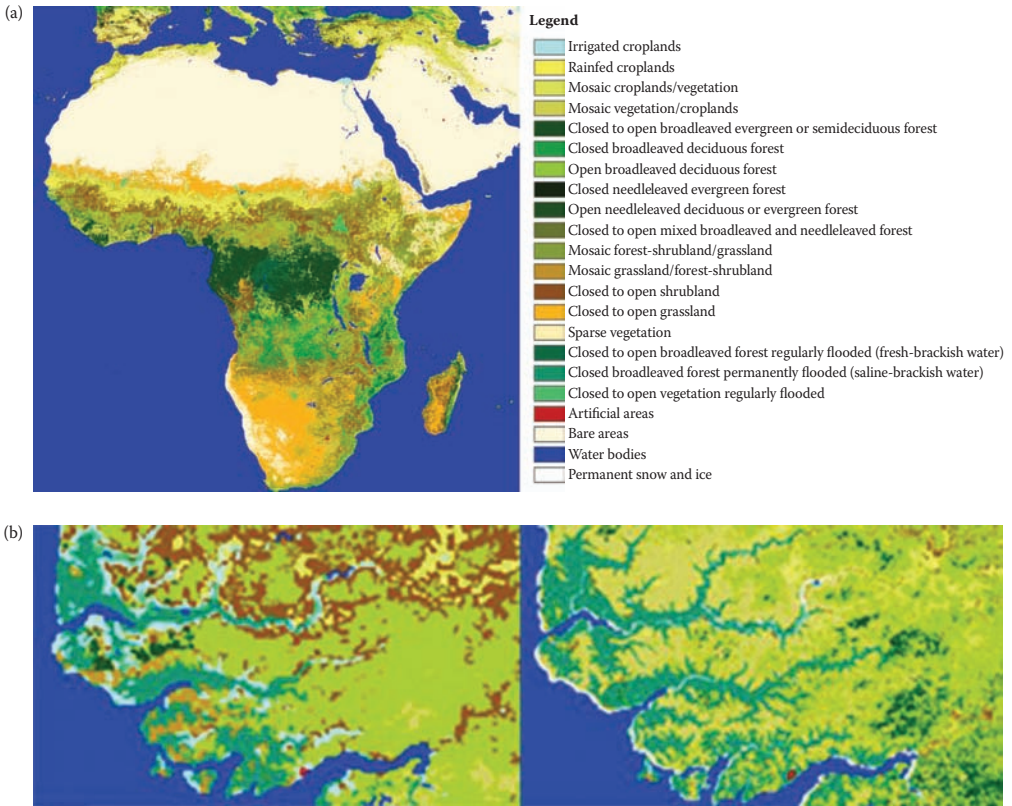 (a)
Legend
Irrigated croplands
Rainfed croplands
Mosaic croplands/vegetation
Mosaic vegetation/croplands
Closed to open broadleaved evergreen or semideciduous forest
Closed broadleaved deciduous forest
Open broadleaved deciduous forest
Closed needleleaved evergreen forest
Open needleleaved deciduous or evergreen forest
Closed to open mixed broadleaved and needleleaved forest
Mosaic forest-shrubland/grassland
Mosaic grassland/forest-shrubland
Closed to open shrubland
Closed to open grassland
Sparse vegetation
Closed to open broadleaved forest regularly flooded (fresh-brackish water)
Closed broadleaved forest permanently flooded (saline-brackish water)
Closed to open vegetation regularly flooded
Artificial areas
Bare areas
Water bodies
Permanent snow and ice
(b)